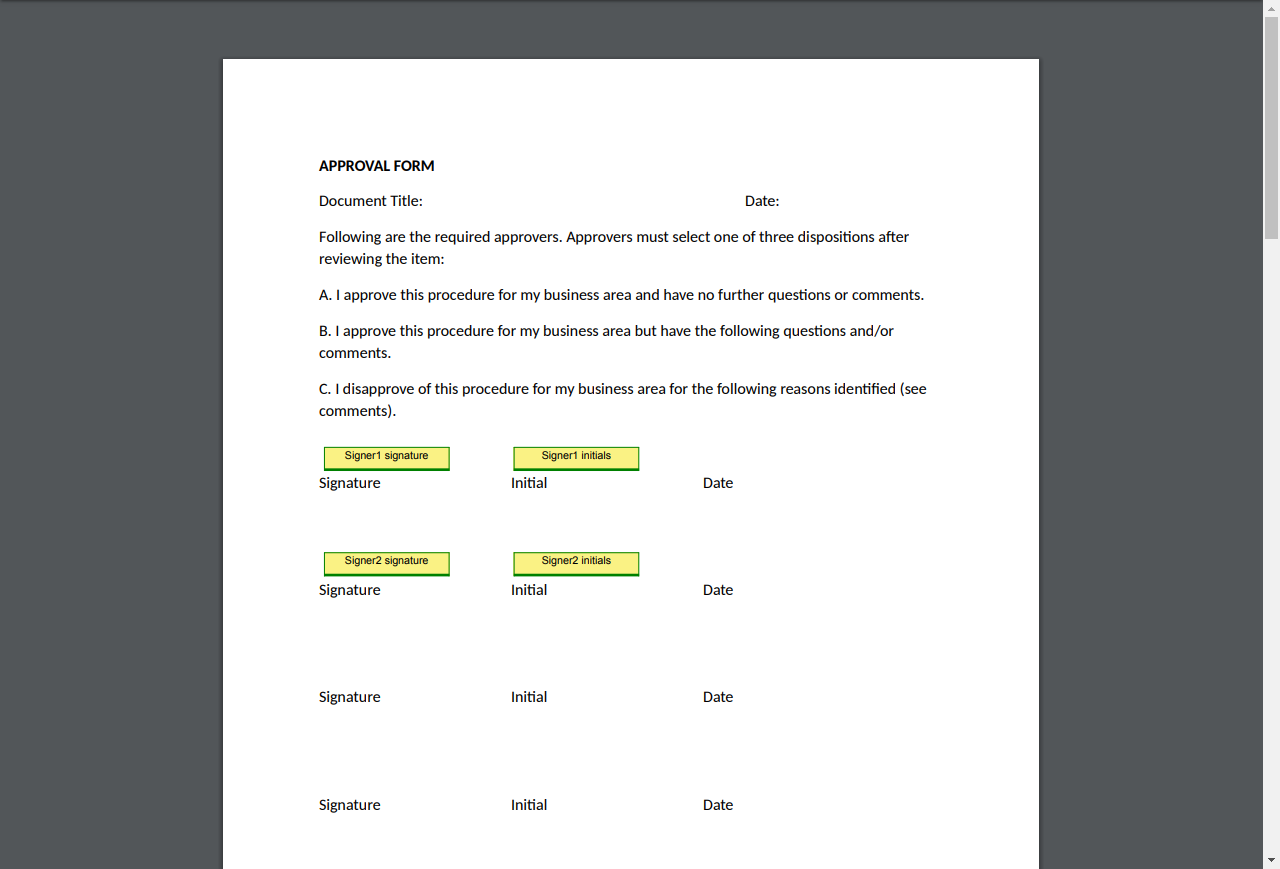 APPROVAL FORM
Document Title: Date:
Following are the required approvers. Approvers must select one of three dispositions after
reviewing the item:
A. I approve this procedure for my business area and have no further questions or comments.
B. I approve this procedure for my business area but have the following questions and/or
comments.
C. I disapprove of this procedure for my business area for the following reasons identified (see
comments).
Signer1 signature Signer1 initials
Signature Initial Date
Signer2 signature Signer2 initials
Signature Initial Date
Signature Initial Date
Signature Initial Date